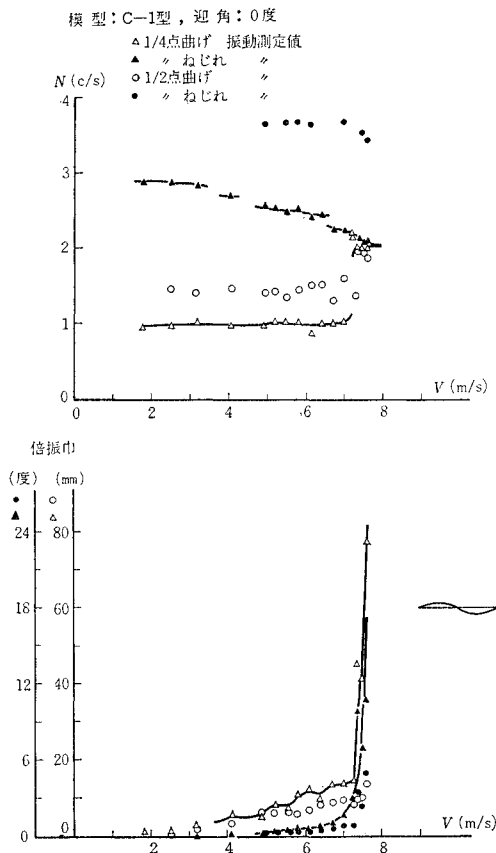 模型:C-1型,迎角:0度
△ 1/4点曲げ 振動測定値
▲ 〃 ねじれ 〃
○ 1/2点曲げ 〃
● 〃 ねじれ 〃
N (c/s)
4
3
2
1
0
0 2 4 6 8
V (m/s)
倍振巾
(度) (mm)
● ○
▲ △
24 80
18 60
12 40
6 20
0 0
2 4 6 8
V (m/s)